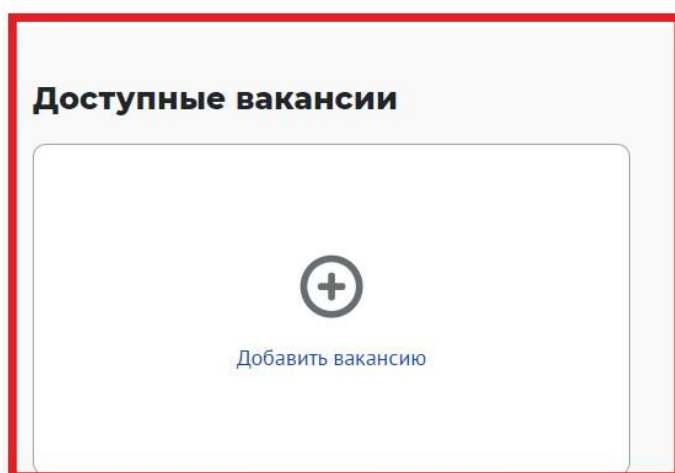 Доступные вакансии
Добавить вакансию